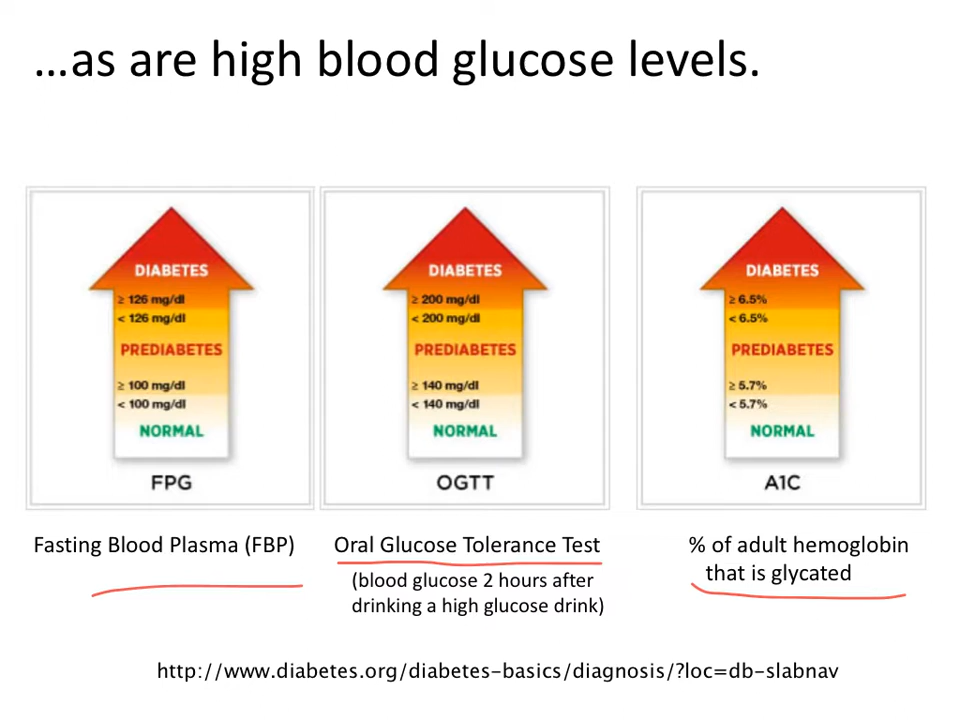 …as are high blood glucose levels.
DIABETES
≥ 126 mg/dl
< 126 mg/dl
PREDIABETES
≥ 100 mg/dl
< 100 mg/dl
NORMAL
FPG
DIABETES
≥ 200 mg/dl
< 200 mg/dl
PREDIABETES
≥ 140 mg/dl
< 140 mg/dl
NORMAL
OGTT
DIABETES
≥ 6.5%
< 6.5%
PREDIABETES
≥ 5.7%
< 5.7%
NORMAL
A1C
Fasting Blood Plasma (FBP)
Oral Glucose Tolerance Test
(blood glucose 2 hours after
drinking a high glucose drink)
% of adult hemoglobin
that is glycated
http://www.diabetes.org/diabetes-basics/diagnosis/?loc=db-slabnav